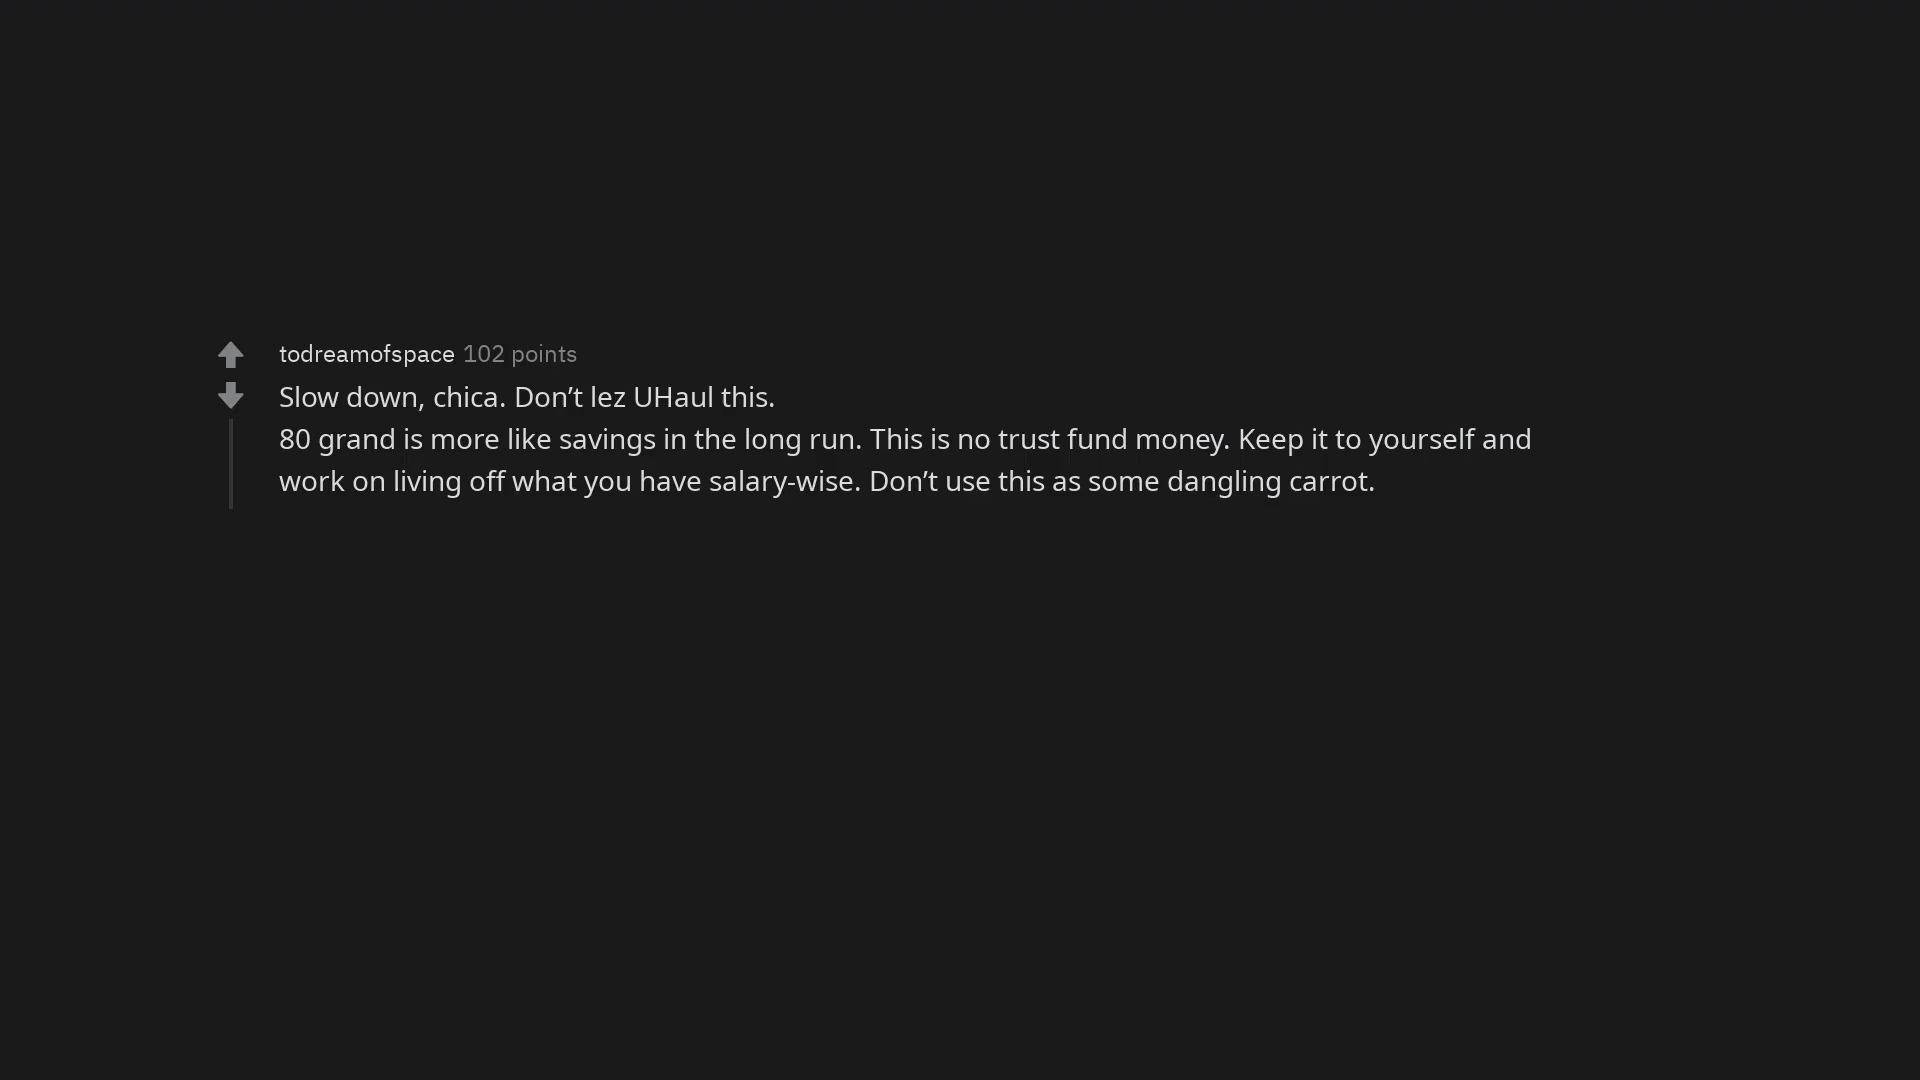 todreamofspace 102 points
Slow down, chica. Don’t lez UHaul this.
80 grand is more like savings in the long run. This is no trust fund money. Keep it to yourself and
work on living off what you have salary-wise. Don’t use this as some dangling carrot.